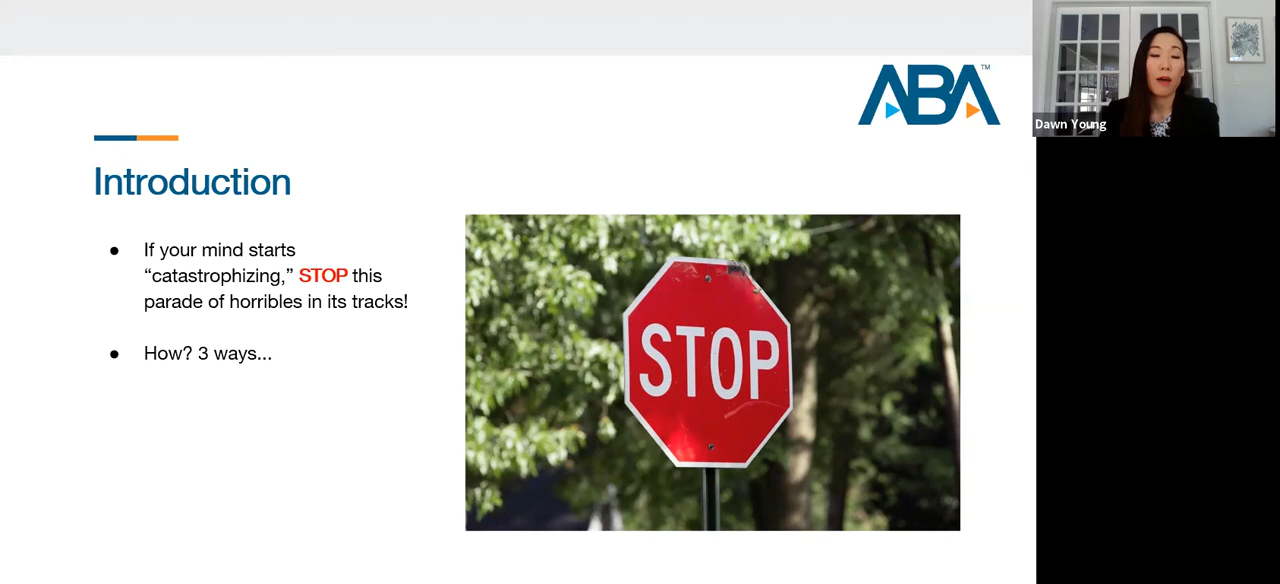 ABA™
Dawn Young
Introduction
● If your mind starts
“catastrophizing,” STOP this
parade of horribles in its tracks!
● How? 3 ways...
STOP